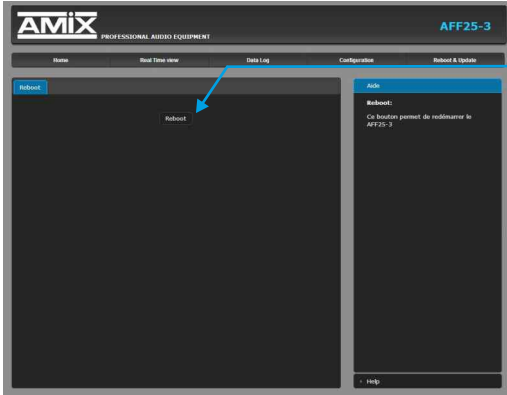 AMIX PROFESSIONAL AUDIO EQUIPMENT
AFF25-3
Home Real Time view Data Log Configuration Reboot & Update
Reboot
Reboot
Aide
Reboot:
Ce bouton permet de redémarrer le
AFF25-3
Help